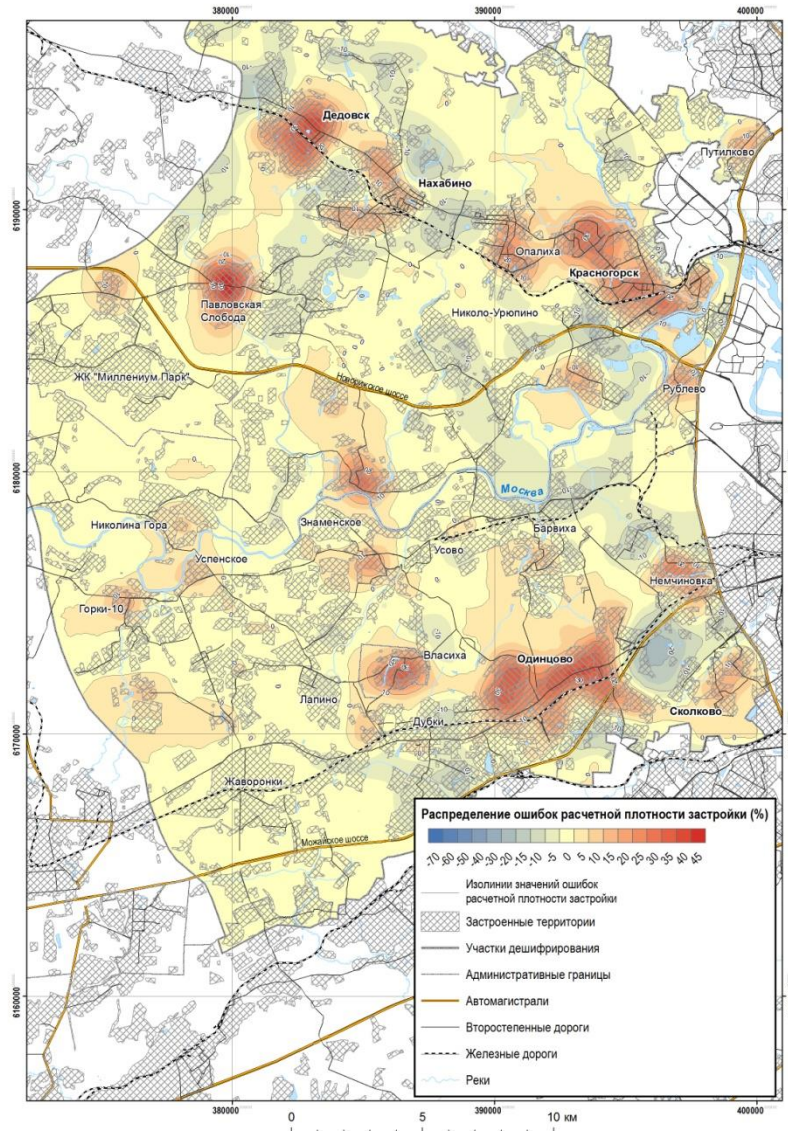 380000
390000
400000
Дедовск
Путилково
Нахабино
6190000
Опалиха
Красногорск
Павловская
Слобода
Николо-Урюпино
ЖК "Миллениум Парк"
Новорижское шоссе
Рублево
6180000
Москва
Николина Гора
Знаменское
Барвиха
Усово
Успенское
Немчиновка
Горки-10
Власиха
Одинцово
Лапино
Сколково
Дубки
6170000
Жаворонки
Можайское шоссе
Распределение ошибок расчетной плотности застройки (%)
-70 -60 -50 -40 -30 -20 -15 -10 -5 0 5 10 15 20 25 30 35 40 45
Изолинии значений ошибок
расчетной плотности застройки
Застроенные территории
Участки дешифрирования
Административные границы
Автомагистрали
Второстепенные дороги
Железные дороги
Реки
6160000
380000
390000
400000
0 5 10 км